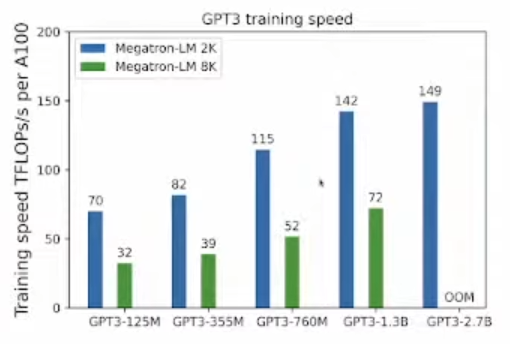 GPT3 training speed
Training speed TFLOPs/s per A100
200
150
100
50
0
Megatron-LM 2K
Megatron-LM 8K
70
32
82
39
115
52
142
72
149
OOM
GPT3-125M
GPT3-355M
GPT3-760M
GPT3-1.3B
GPT3-2.7B